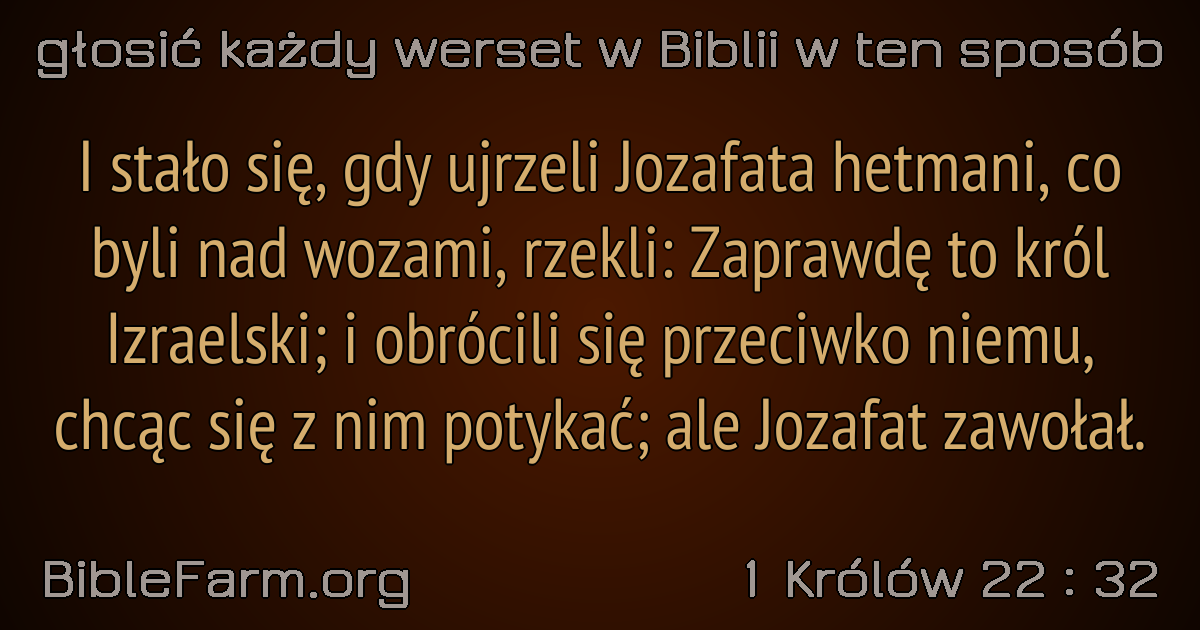 głosić każdy werset w Biblii w ten sposób
I stało się, gdy ujrzeli Jozafata hetmani, co
byli nad wozami, rzekli: Zaprawdę to król
Izraelski; i obrócili się przeciwko niemu,
chcąc się z nim potykać; ale Jozafat zawołał.
BibleFarm.org
1 Królów 22 : 32